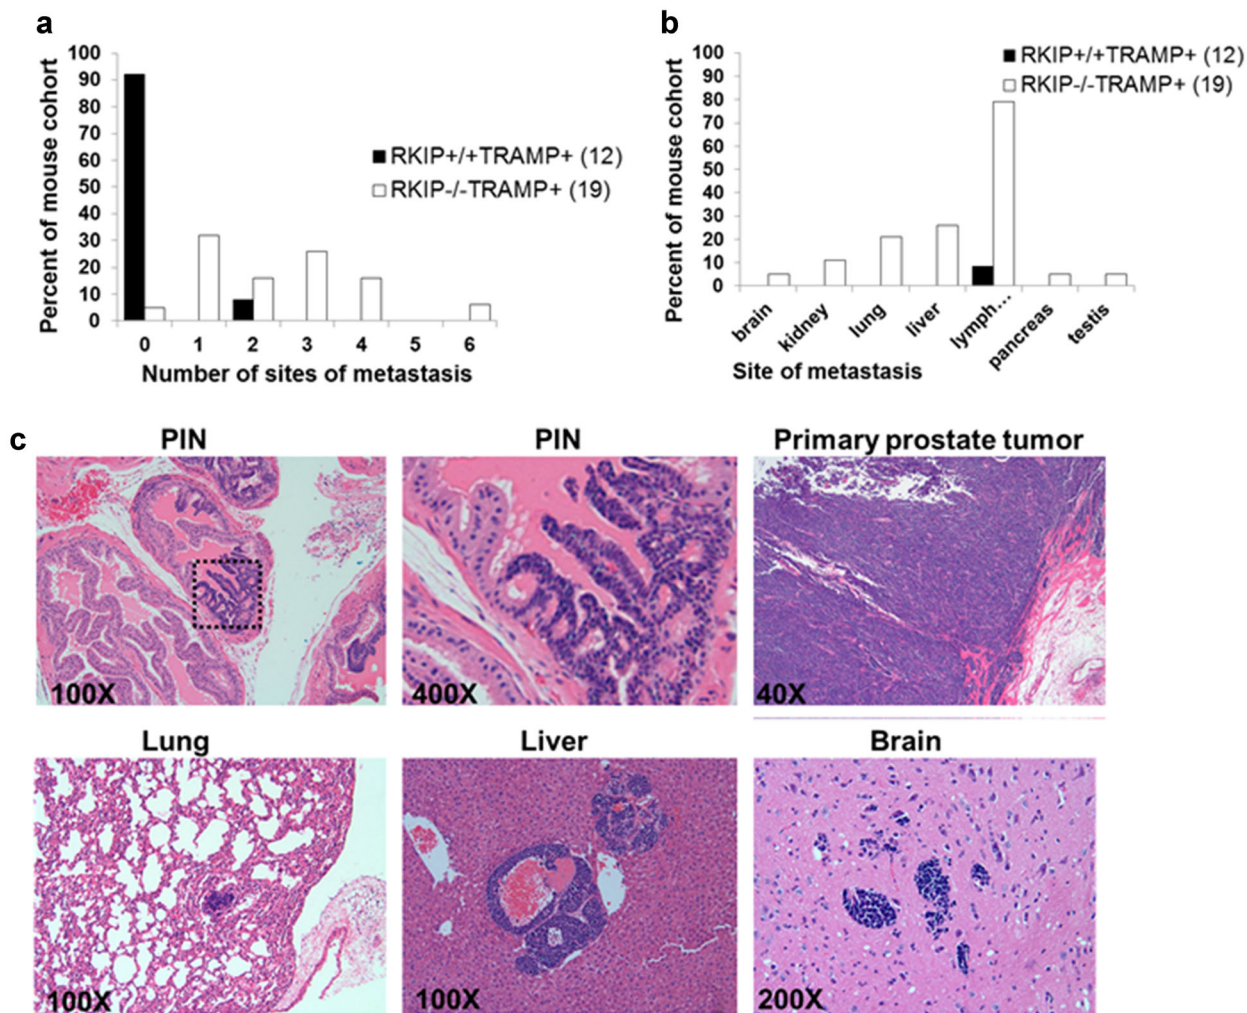 a
100
90
80
70
60
50
40
30
20
10
0
Percent of mouse cohort
RKIP+/+TRAMP+ (12)
RKIP-/-TRAMP+ (19)
0 1 2 3 4 5 6
Number of sites of metastasis
b
100
90
80
70
60
50
40
30
20
10
0
Percent of mouse cohort
RKIP+/+TRAMP+ (12)
RKIP-/-TRAMP+ (19)
brain kidney lung liver lymph... pancreas testis
Site of metastasis
c
PIN PIN Primary prostate tumor
100X 400X 40X
Lung Liver Brain
100X 100X 200X